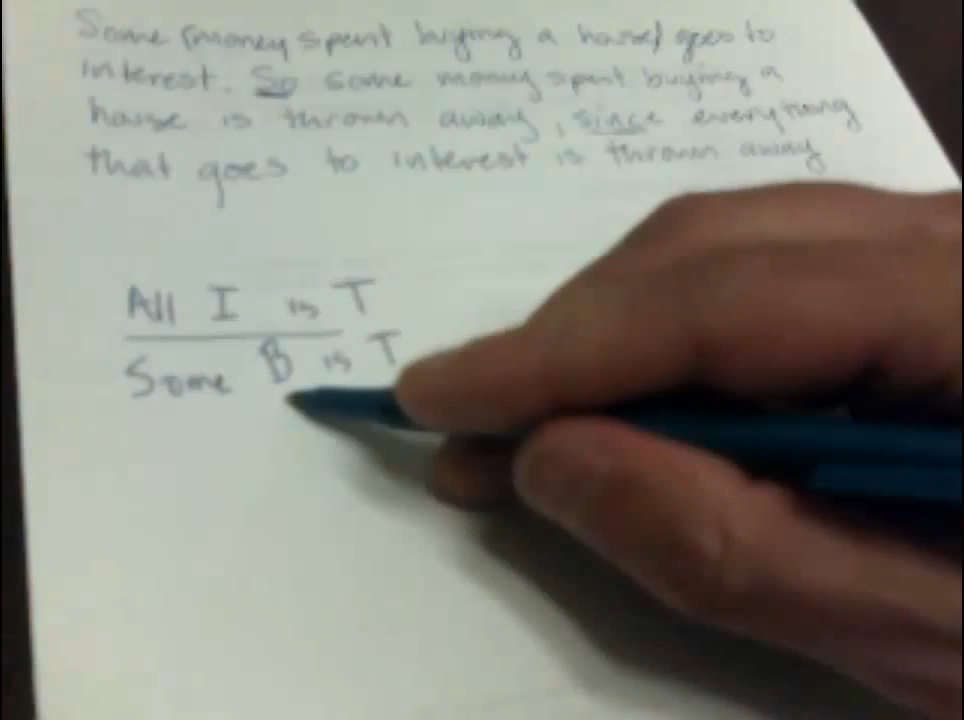 Some (money spent buying a house) goes to
interest. So some money spent buying a
house is thrown away, since everything
that goes to interest is thrown away
All I is T
Some B is T